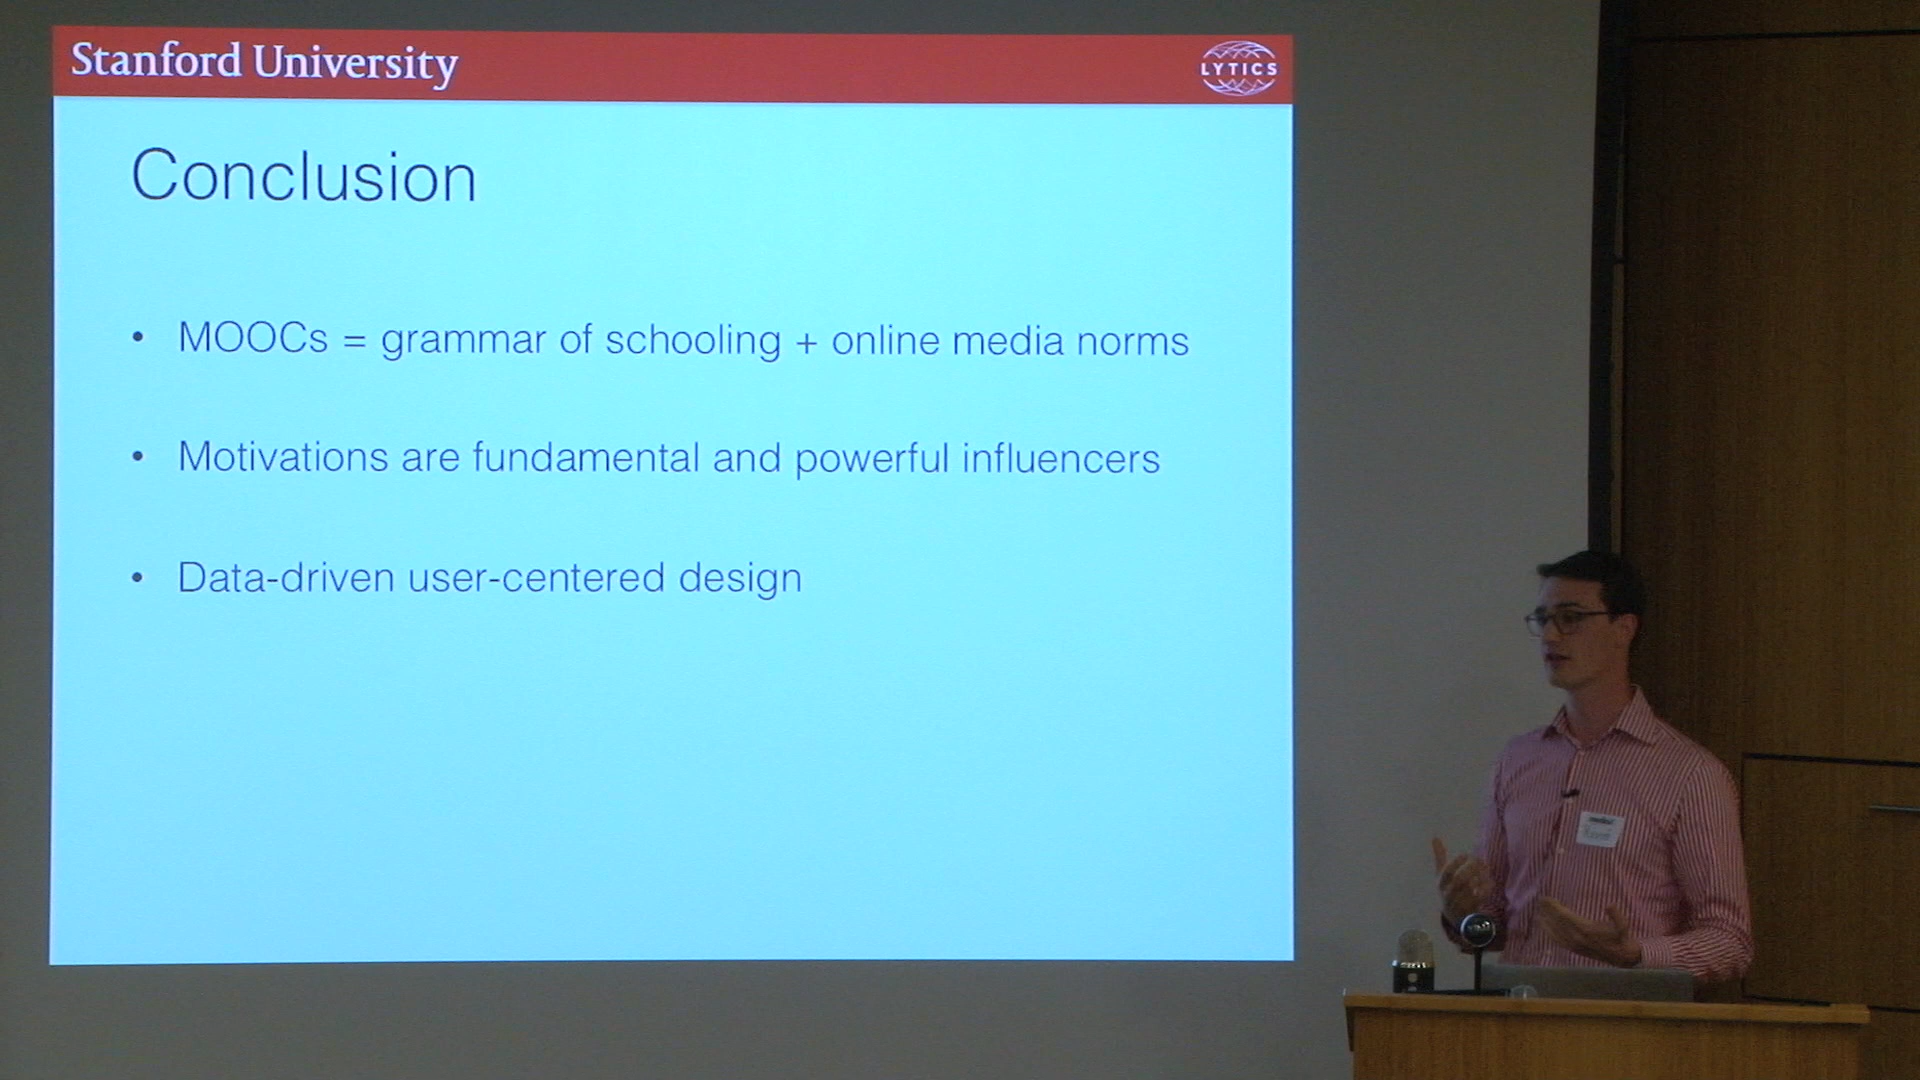 Stanford University
LYTICS
Conclusion
• MOOCs = grammar of schooling + online media norms
• Motivations are fundamental and powerful influencers
• Data-driven user-centered design